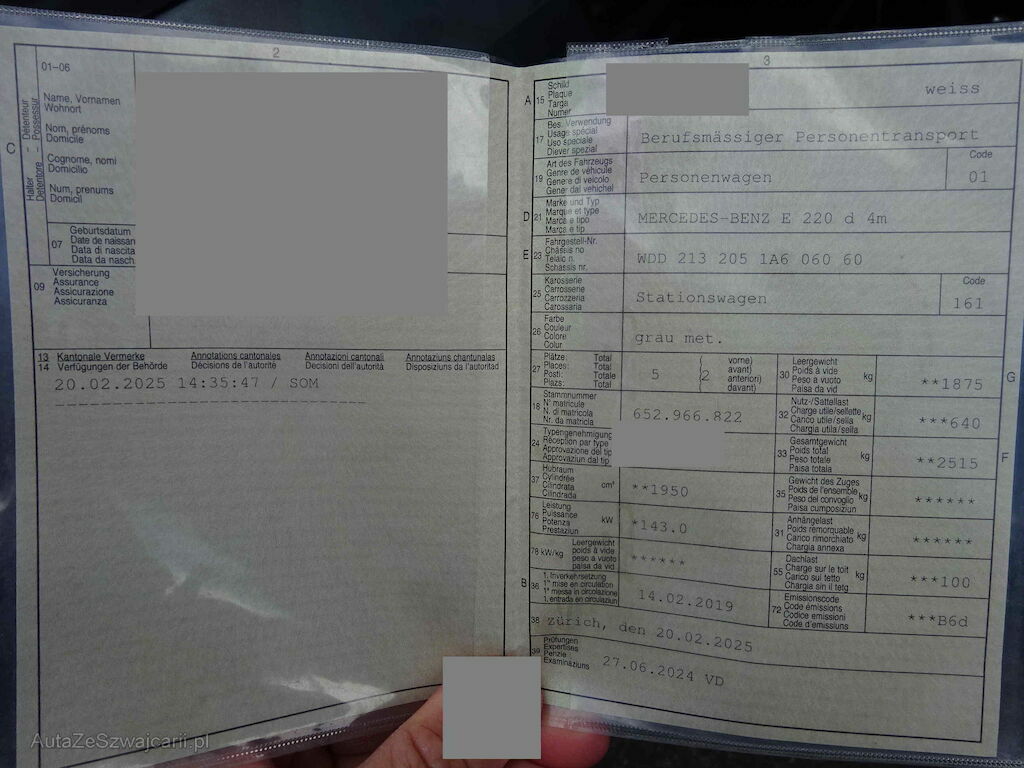 2
01-06
C
Halter - Détenteur
Detentore - Possessur
Name, Vornamen
Wohnort
Nom, prénoms
Domicile
Cognome, nomi
Domicilio
Num, prenums
Domicil
07
Geburtsdatum
Date de naissan
Data di nascita
Data da nasch
09
Versicherung
Assurance
Assicurazione
Assicuranza
13 Kantonale Vermerke Annotations cantonales Annotazioni cantonali Annotaziuns chantunalas
14 Verfügungen der Behörde Décisions de l'autorité Decisioni dell'autorità Disposiziuns da l'autoritad
20.02.2025 14:35:47 / SOM
3
A 15 Schild
Plaque
Targa
Numer
weiss
17 Bes. Verwendung
Usage spécial
Uso speciale
Diever spezial
Berufsmässiger Personentransport
19 Art des Fahrzeugs
Genre de véhicule
Genere di veicolo
Gener dal vehichel
Personenwagen
Code
01
D 21 Marke und Typ
Marque et type
Marca e tipo
Marca e tip
MERCEDES-BENZ E 220 d 4m
E 23 Fahrgestell-Nr.
Châssis no
Telaio n.
Schassis nr.
WDD 213 205 1A6 060 60
25 Karosserie
Carrosserie
Carrozzeria
Carossaria
Stationswagen
Code
161
26 Farbe
Couleur
Colore
Colur
grau met.
27 Plätze: Total
Places: Total
Posti: Totale
Plazs: Total
5
( vorne)
avant)
2 anteriori)
davant)
30 Leergewicht
Poids à vide
Peso a vuoto
Paisa da vid
kg
**1875
G
18 Stammnummer
N° matricule
N. di matricola
Nr. da matricla
652.966.822
32 Nutz-/Sattellast
Charge utile/sellette
Carico utile/sella
Chargia utila/sella
kg
***640
24 Typengenehmigung
Réception par type
Approvazione del tip
Approvaziun dal tip
33 Gesamtgewicht
Poids total
Peso totale
Paisa totala
kg
**2515
F
37 Hubraum
Cylindrée
Cilindrata
Cilindrada
cm³
**1950
35 Gewicht des Zuges
Poids de l'ensemble
Peso del convoglio
Paisa cumposiziun
kg
******
76 Leistung
Puissance
Potenza
Prestaziun
kW
*143.0
31 Anhängelast
Poids remorquable
Carico rimorchiato
Chargia annexa
kg
******
78 kW/kg
Leergewicht
poids à vide
peso a vuoto
paisa da vid
******
55 Dachlast
Charge sur le toit
Carico sul tetto
Chargia sin il tetg
kg
***100
B 36 1. Inverkehrsetzung
1re mise en circulation
1a messa in circolazione
1. entrada en circulaziun
14.02.2019
72 Emissionscode
Code émissions
Codice emissioni
Code d'emissiuns
***B6d
38 zürich, den 20.02.2025
39 Prüfungen
Expertises
Perizie
Examinaziuns
27.06.2024 VD
AutaZeSzwajcarii.pl